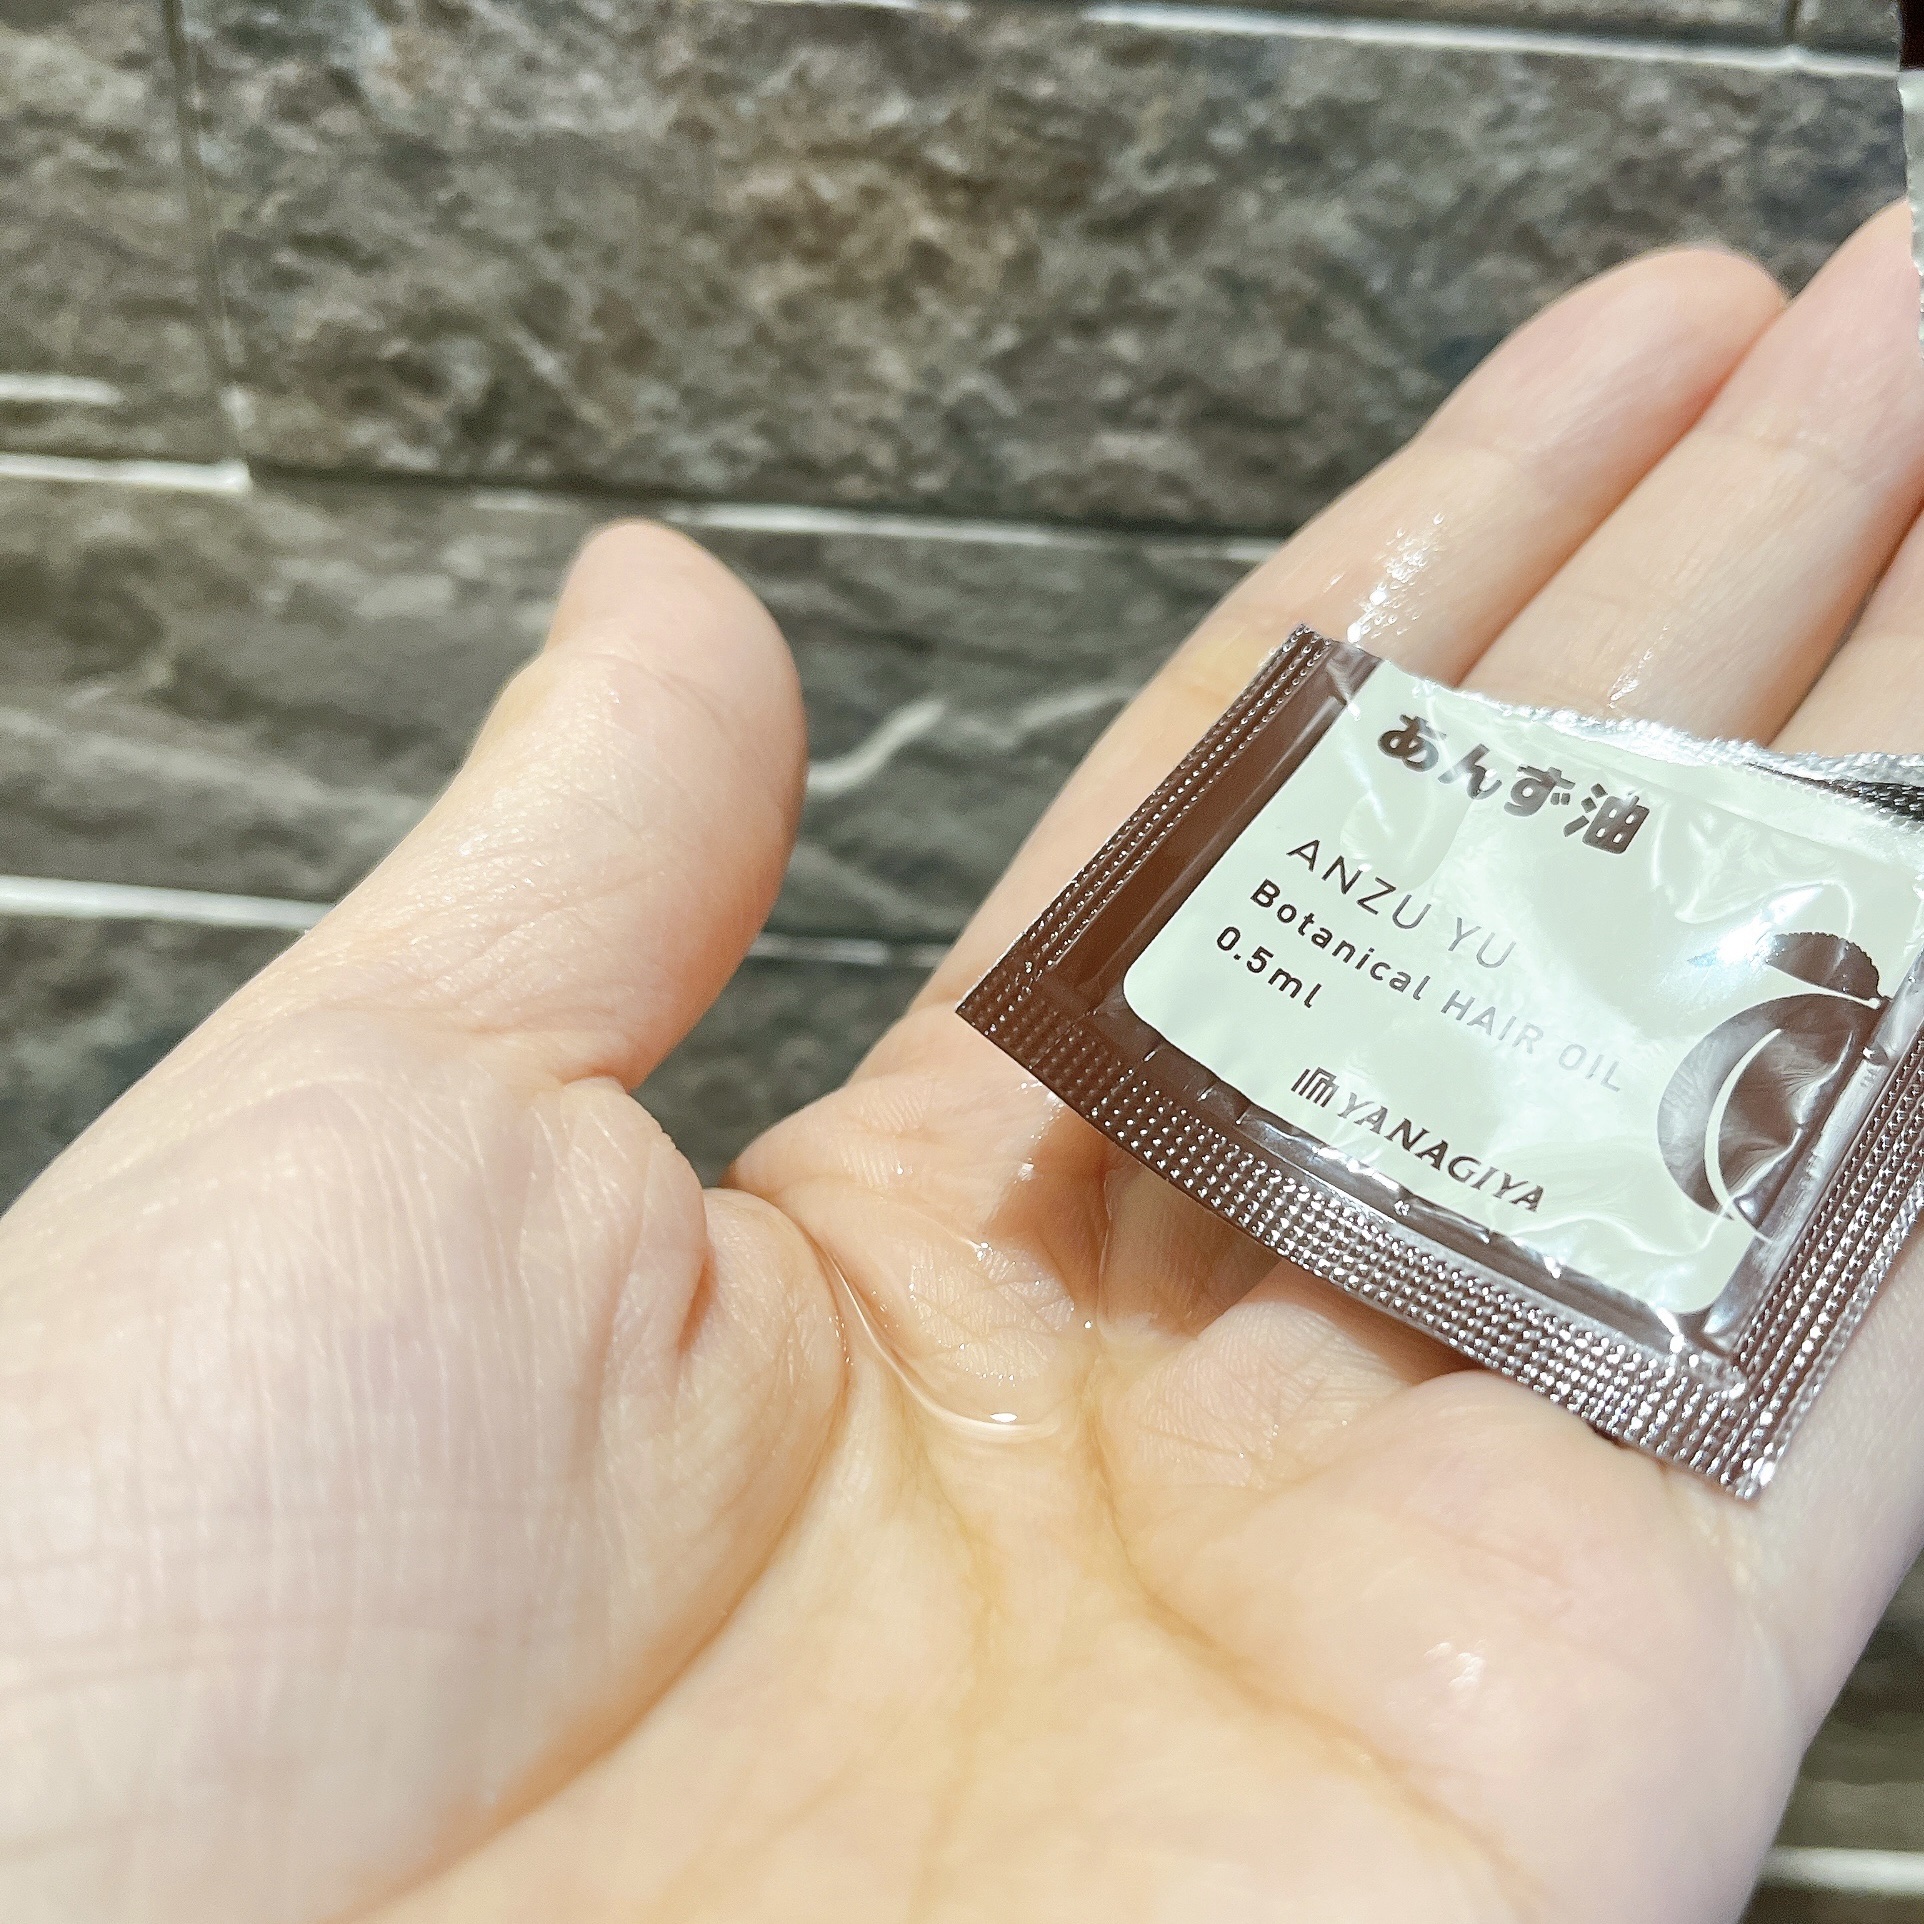 あんず油
ANZU YU
Botanical HAIR OIL
0.5ml
YANAGIYA